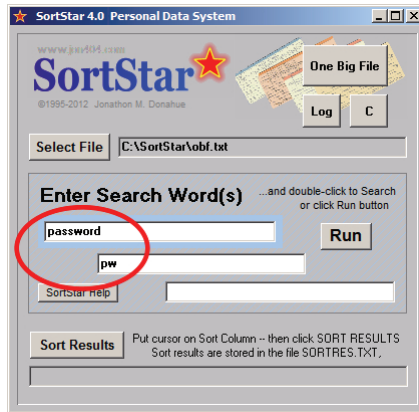 SortStar 4.0 Personal Data System
SortStar
©1995-2012 Jonathon M. Donahue
One Big File
Log
C
Select File
C:\SortStar\obf.txt
Enter Search Word(s)
...and double-click to Search
or click Run button
password
Run
pw
SortStar Help
Sort Results
Put cursor on Sort Column -- then click SORT RESULTS
Sort results are stored in the file SORTRES.TXT,